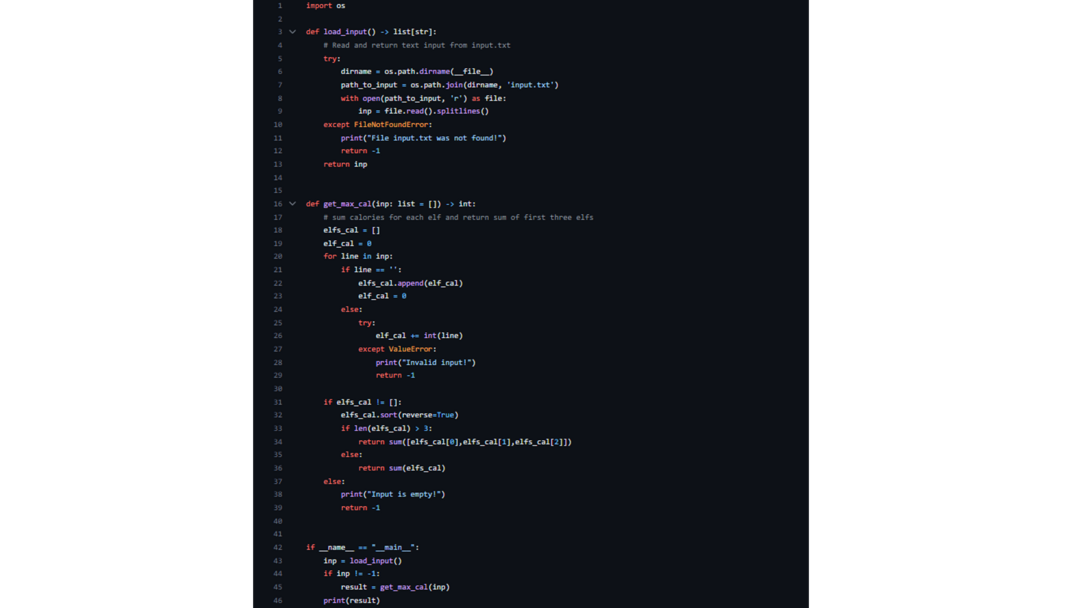 1 import os
2
3 def load_input() -> list[str]:
4 # Read and return text input from input.txt
5 try:
6 dirname = os.path.dirname(__file__)
7 path_to_input = os.path.join(dirname, 'input.txt')
8 with open(path_to_input, 'r') as file:
9 inp = file.read().splitlines()
10 except FileNotFoundError:
11 print("File input.txt was not found!")
12 return -1
13 return inp
14
15
16 def get_max_cal(inp: list = []) -> int:
17 # sum calories for each elf and return sum of first three elfs
18 elfs_cal = []
19 elf_cal = 0
20 for line in inp:
21 if line == '':
22 elfs_cal.append(elf_cal)
23 elf_cal = 0
24 else:
25 try:
26 elf_cal += int(line)
27 except ValueError:
28 print("Invalid input!")
29 return -1
30
31 if elfs_cal != []:
32 elfs_cal.sort(reverse=True)
33 if len(elfs_cal) > 3:
34 return sum([elfs_cal[0],elfs_cal[1],elfs_cal[2]])
35 else:
36 return sum(elfs_cal)
37 else:
38 print("Input is empty!")
39 return -1
40
41
42 if __name__ == "__main__":
43 inp = load_input()
44 if inp != -1:
45 result = get_max_cal(inp)
46 print(result)